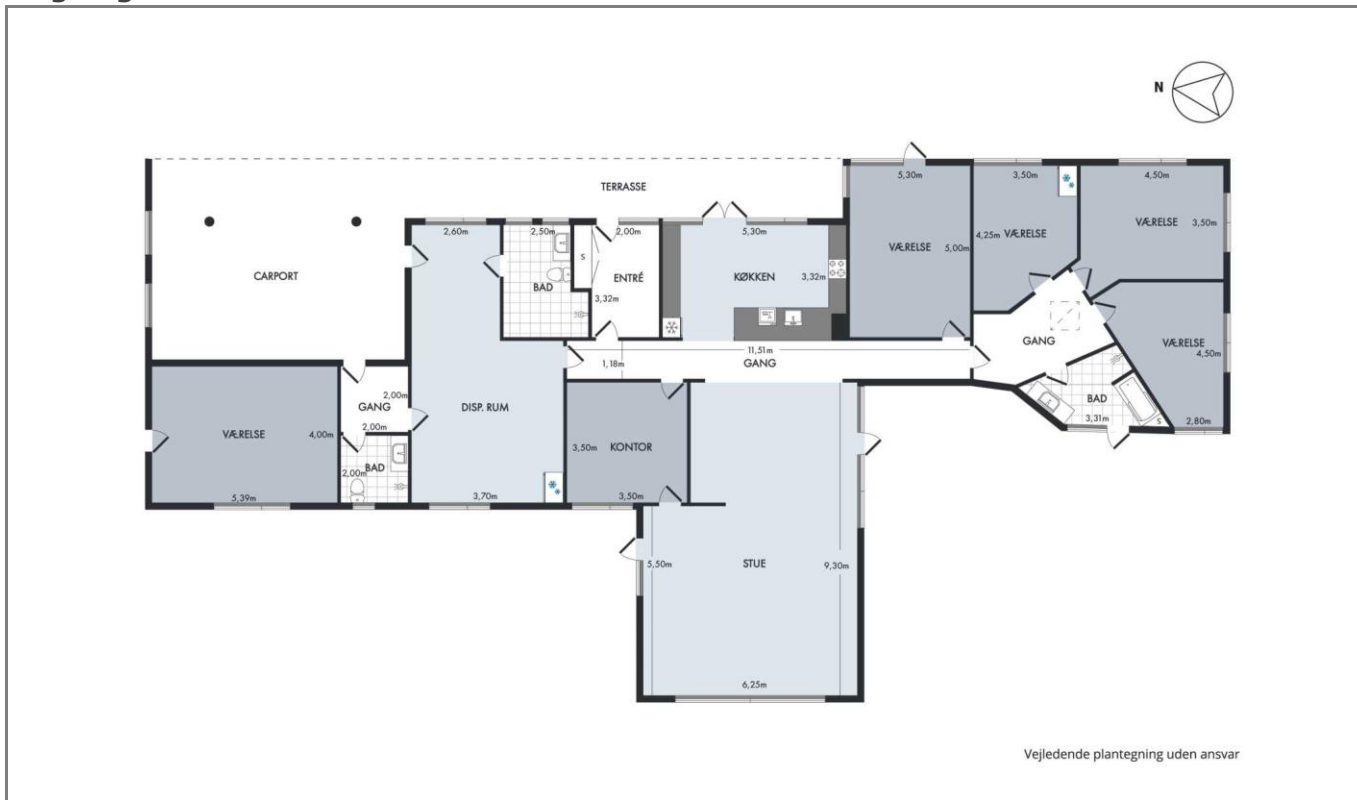 N
TERRASSE
5,30m
3,50m
4,50m
2,60m
2,50m
2,00m
5,30m
VÆRELSE
5,00m
4,25m
VÆRELSE
VÆRELSE
3,50m
CARPORT
S
BAD
ENTRÉ
3,32m
KØKKEN
3,32m
11,51m
1,18m
GANG
GANG
VÆRELSE
4,50m
BAD
3,31m
S
2,80m
VÆRELSE
4,00m
5,39m
2,00m
GANG
2,00m
BAD
2,00m
DISP. RUM
3,70m
KONTOR
3,50m
3,50m
STUE
5,50m
9,30m
6,25m
Vejledende plantegning uden ansvar